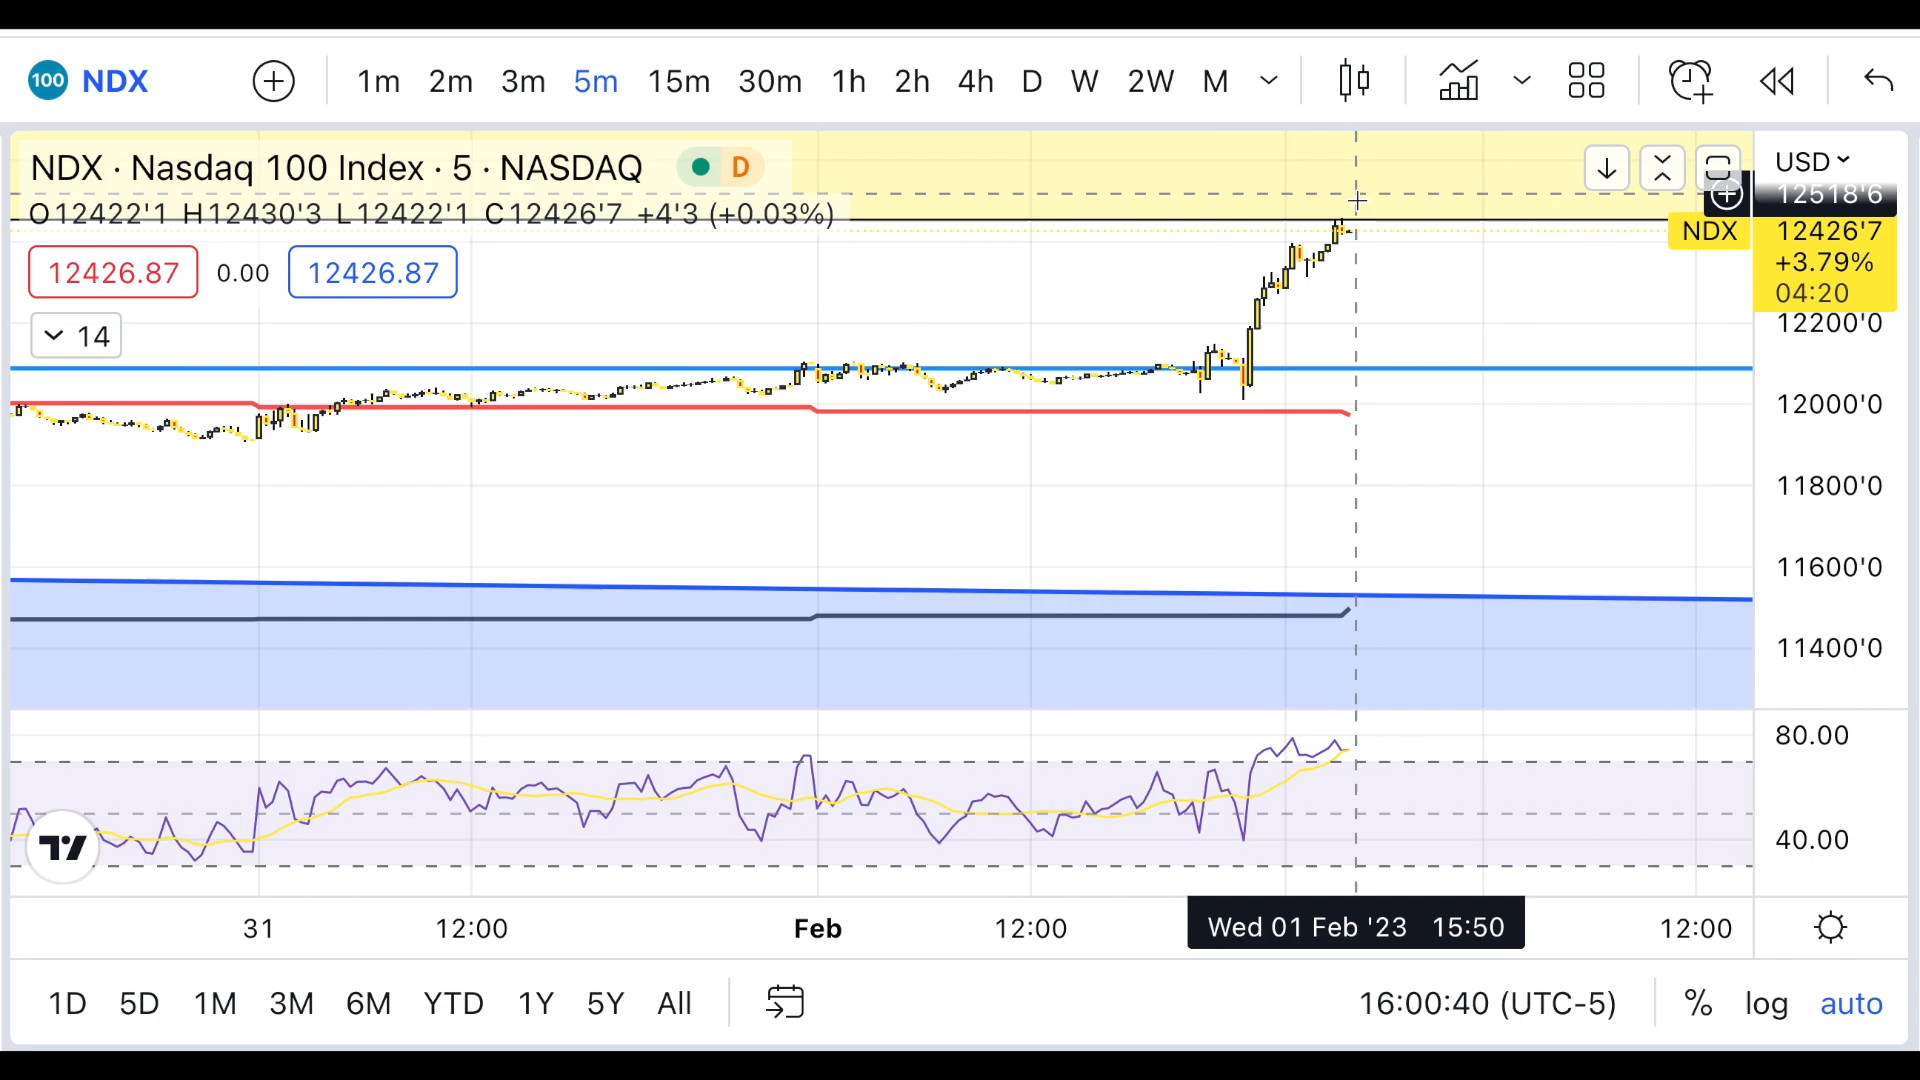 100 NDX 1m 2m 3m 5m 15m 30m 1h 2h 4h D W 2W M
NDX · Nasdaq 100 Index · 5 · NASDAQ D USD
12518'6
O12422'1 H12430'3 L12422'1 C12426'7 +4'3 (+0.03%)
NDX 12426'7
+3.79%
04:20
12426.87 0.00 12426.87
14
12200'0
12000'0
11800'0
11600'0
11400'0
80.00
40.00
31 12:00 Feb 12:00 Wed 01 Feb '23 15:50 12:00
1D 5D 1M 3M 6M YTD 1Y 5Y All 16:00:40 (UTC-5) % log auto